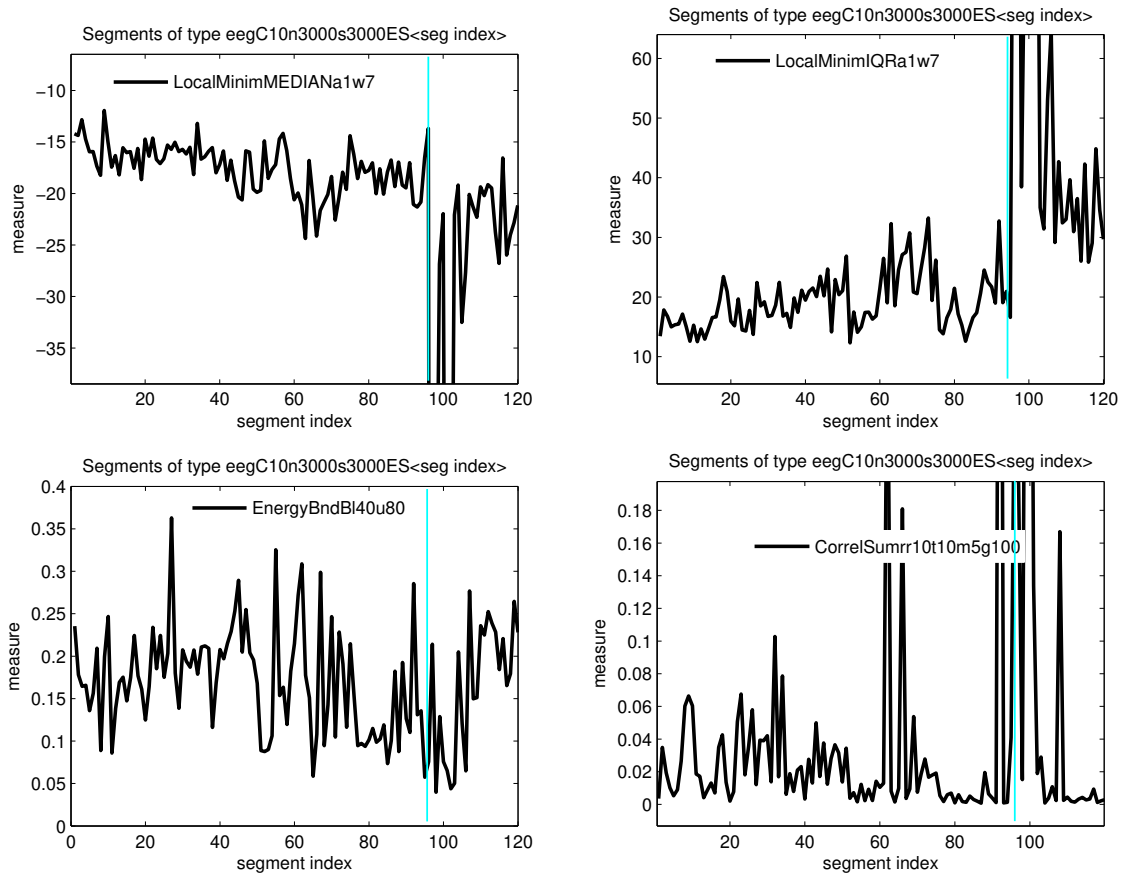 Segments of type eegC10n3000s3000ES<seg index>
LocalMinimMEDIANa1w7
−10
−15
−20
−25
−30
−35
measure
20 40 60 80 100 120
segment index
Segments of type eegC10n3000s3000ES<seg index>
LocalMinimIQRa1w7
60
50
40
30
20
10
measure
20 40 60 80 100 120
segment index
Segments of type eegC10n3000s3000ES<seg index>
EnergyBndBl40u80
0.4
0.35
0.3
0.25
0.2
0.15
0.1
0.05
0
measure
0 20 40 60 80 100 120
segment index
Segments of type eegC10n3000s3000ES<seg index>
CorrelSumrr10t10m5g100
0.18
0.16
0.14
0.12
0.1
0.08
0.06
0.04
0.02
0
measure
20 40 60 80 100
segment index